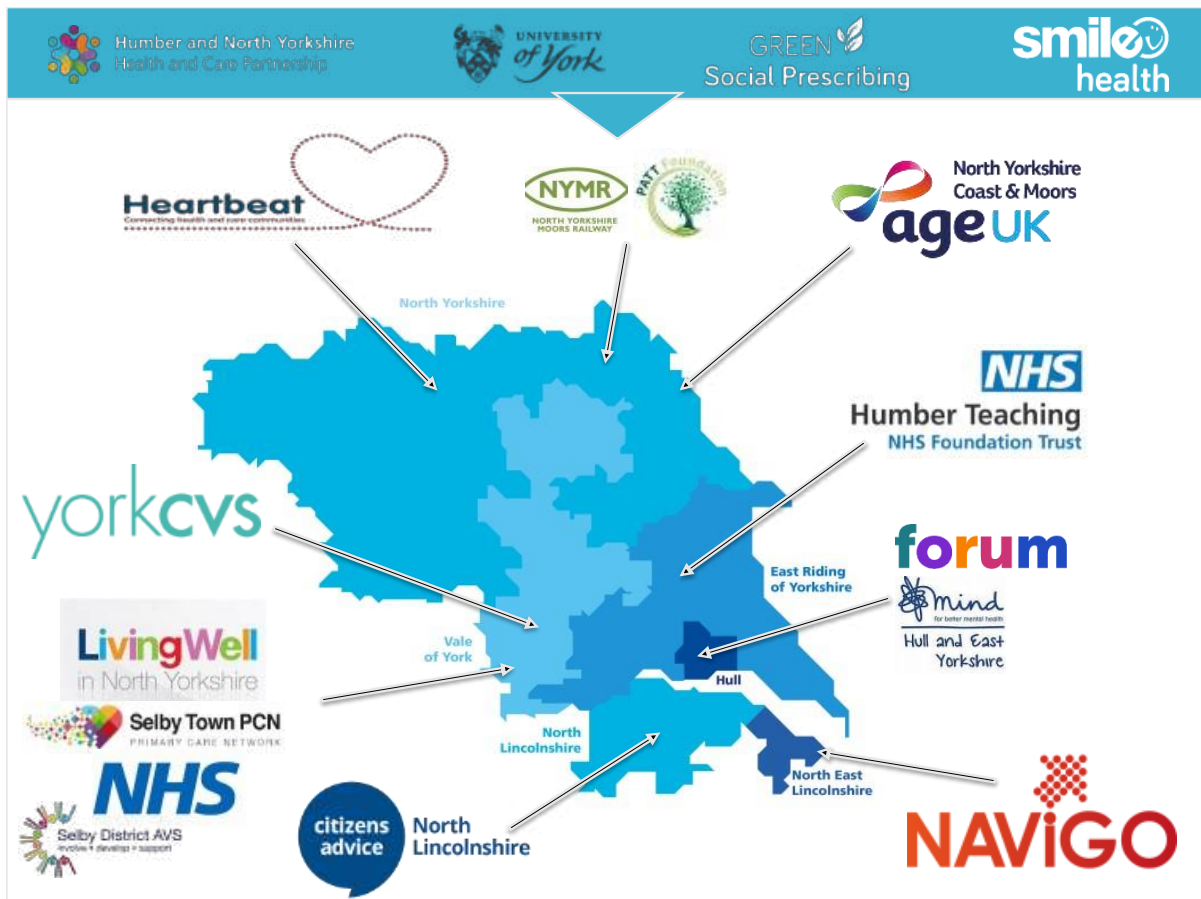 Humber and North Yorkshire
Health and Care Partnership
UNIVERSITY
of York
GREEN
Social Prescribing
smile
health
Heartbeat
Connecting health and care communities
NYMR
NORTH YORKSHIRE
MOORS RAILWAY
PATT Foundation
North Yorkshire
Coast & Moors
age UK
North Yorkshire
NHS
Humber Teaching
NHS Foundation Trust
yorkcvs
forum
East Riding
of Yorkshire
mind
for better mental health
Hull and East
Yorkshire
Vale
of York
Hull
LivingWell
in North Yorkshire
Selby Town PCN
PRIMARY CARE NETWORK
North
Lincolnshire
North East
Lincolnshire
NHS
Selby District AVS
involve • develop • support
citizens
advice
North
Lincolnshire
NAViGO